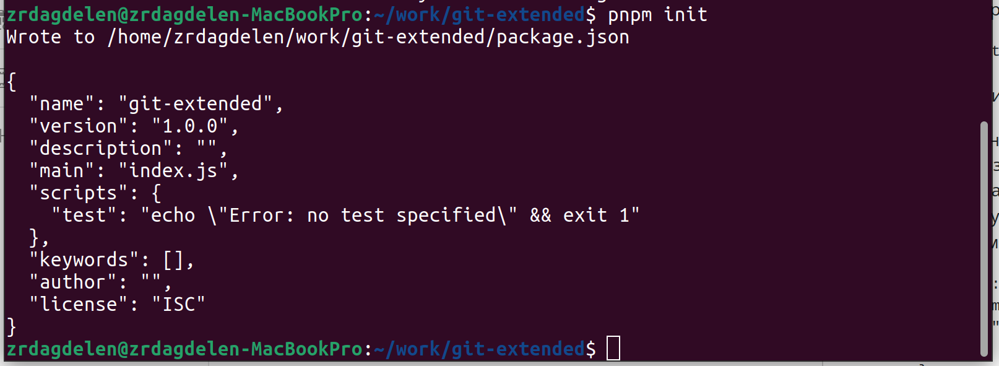 zrdagdelen@zrdagdelen-MacBookPro:~/work/git-extended$ pnpm init
Wrote to /home/zrdagdelen/work/git-extended/package.json

{
  "name": "git-extended",
  "version": "1.0.0",
  "description": "",
  "main": "index.js",
  "scripts": {
    "test": "echo \"Error: no test specified\" && exit 1"
  },
  "keywords": [],
  "author": "",
  "license": "ISC"
}
zrdagdelen@zrdagdelen-MacBookPro:~/work/git-extended$